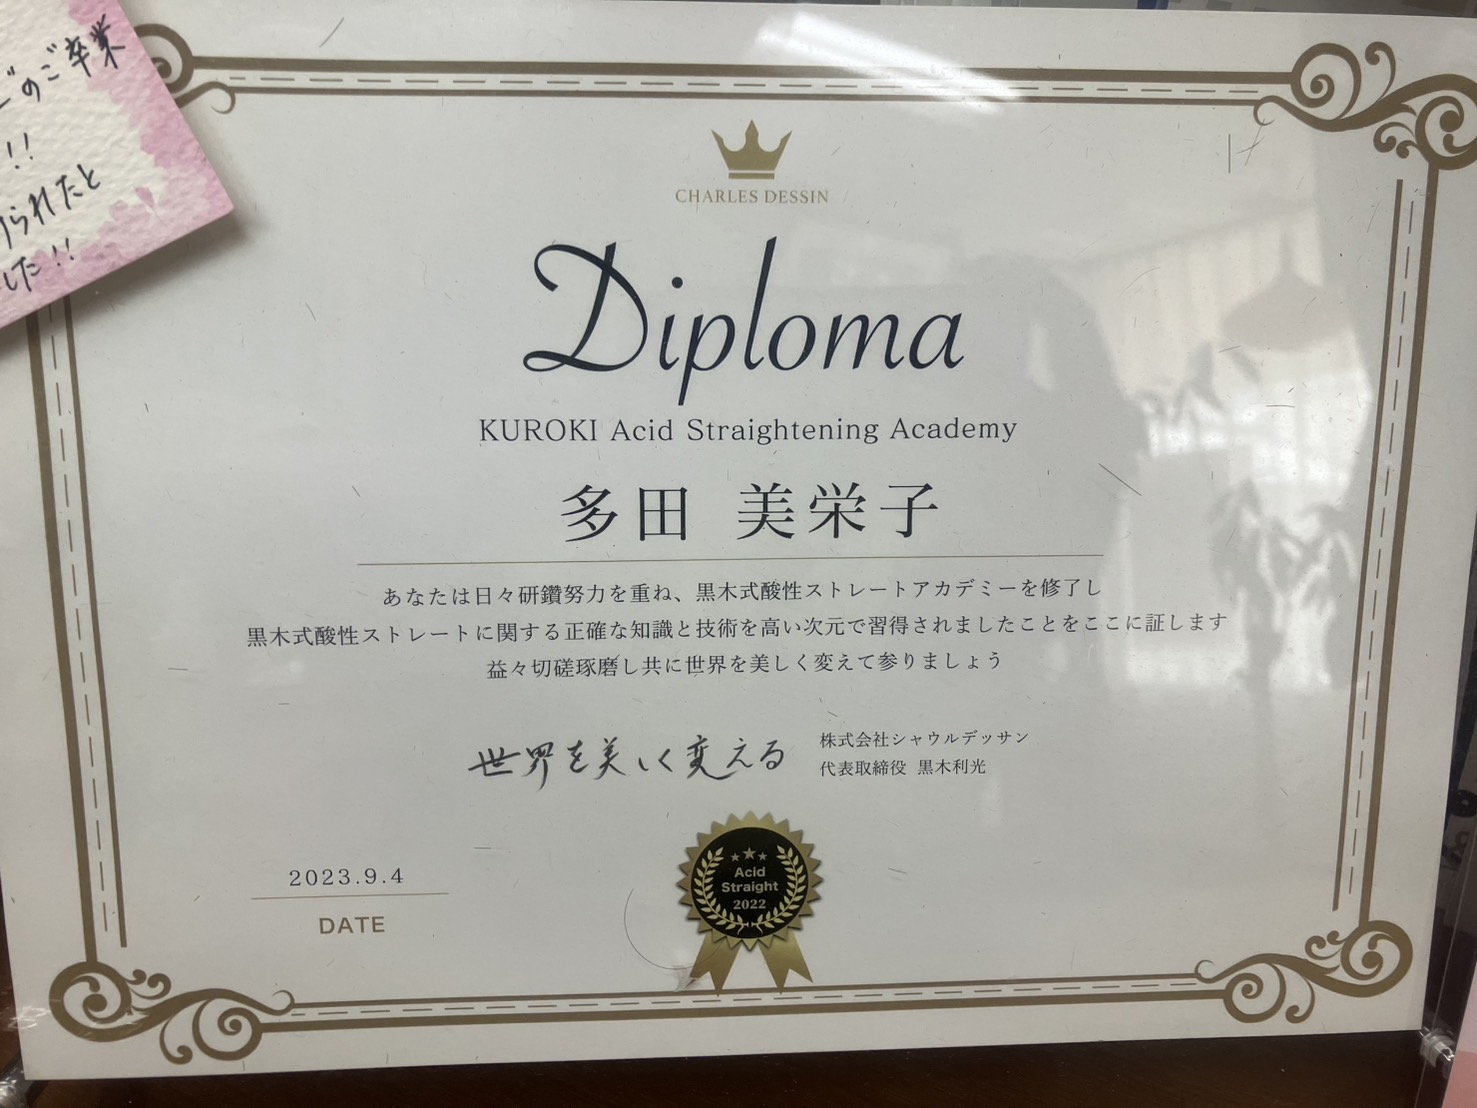 のご卒業
!!
られたと
した!!
CHARLES DESSIN
Diploma
KUROKI Acid Straightening Academy
多田 美栄子
あなたは日々研鑽努力を重ね、黒木式酸性ストレートアカデミーを修了し
黒木式酸性ストレートに関する正確な知識と技術を高い次元で習得されましたことをここに証します
益々切磋琢磨し共に世界を美しく変えて参りましょう
世界を美しく変える
株式会社シャウルデッサン
代表取締役 黒木利光
2023.9.4
DATE
Acid
Straight
2022